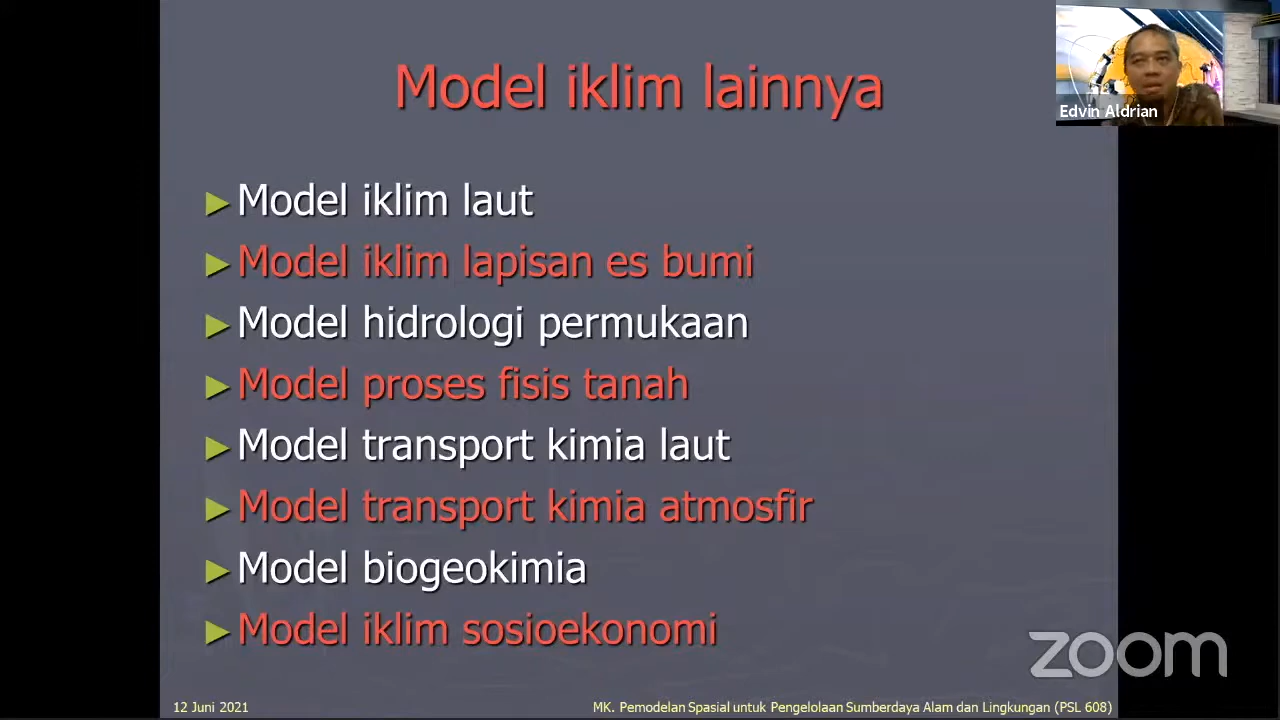 Model iklim lainnya
Edvin Aldrian
►Model iklim laut
►Model iklim lapisan es bumi
►Model hidrologi permukaan
►Model proses fisis tanah
►Model transport kimia laut
►Model transport kimia atmosfir
►Model biogeokimia
►Model iklim sosioekonomi
zoom
12 Juni 2021
MK. Pemodelan Spasial untuk Pengelolaan Sumberdaya Alam dan Lingkungan (PSL 608)